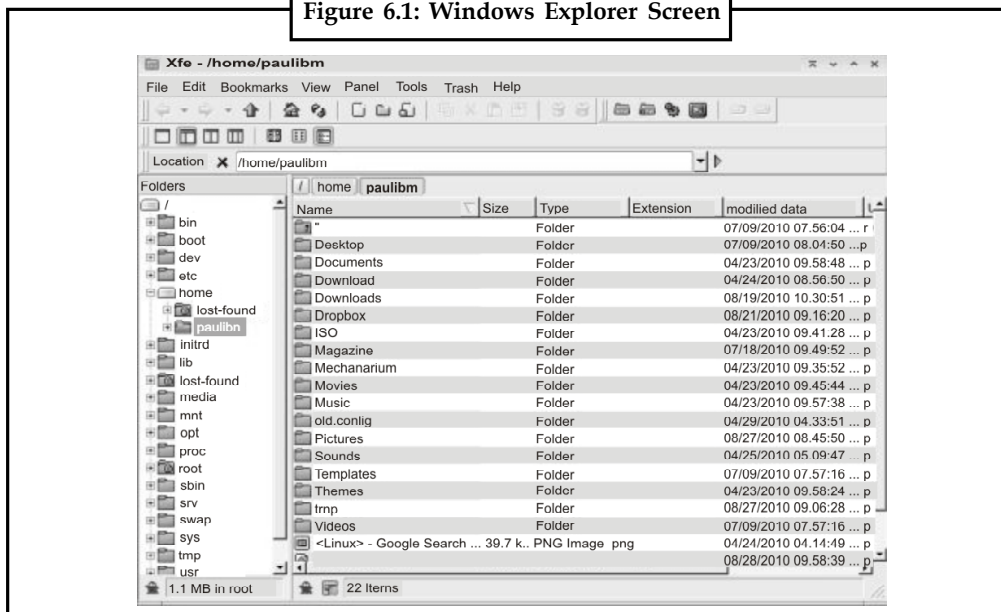 Figure 6.1: Windows Explorer Screen
Xfe - /home/paulibm
File Edit Bookmarks View Panel Tools Trash Help
Location /home/paulibm
Folders
/
bin
boot
dev
etc
home
lost-found
paulibn
initrd
lib
lost-found
media
mnt
opt
proc
root
sbin
srv
swap
sys
tmp
usr
1.1 MB in root
/ home paulibm
Name Size Type Extension modilied data
.. Folder 07/09/2010 07.56:04 ... r
Desktop Folder 07/09/2010 08.04:50 ...p
Documents Folder 04/23/2010 09.58:48 ... p
Download Folder 04/24/2010 08.56:50 ... p
Downloads Folder 08/19/2010 10.30:51 ... p
Dropbox Folder 08/21/2010 09.16:20 ... p
ISO Folder 04/23/2010 09.41.28 ... p
Magazine Folder 07/18/2010 09.49:52 ... p
Mechanarium Folder 04/23/2010 09.35:52 ... p
Movies Folder 04/23/2010 09.45:44 ... p
Music Folder 04/23/2010 09.57:38 ... p
old.conlig Folder 04/29/2010 04.33:51 ... p
Pictures Folder 08/27/2010 08.45:50 ... p
Sounds Folder 04/25/2010 05.09:47 ... p
Templates Folder 07/09/2010 07.57:16 ... p
Themes Folder 04/23/2010 09.58:24 ... p
trnp Folder 08/27/2010 09.06:28 ... p
Videos Folder 07/09/2010 07.57:16 ... p
<Linux> - Google Search ... 39.7 k.. PNG Image png 04/24/2010 04.14:49 ... p
08/28/2010 09.58:39 ... p
22 Iterns